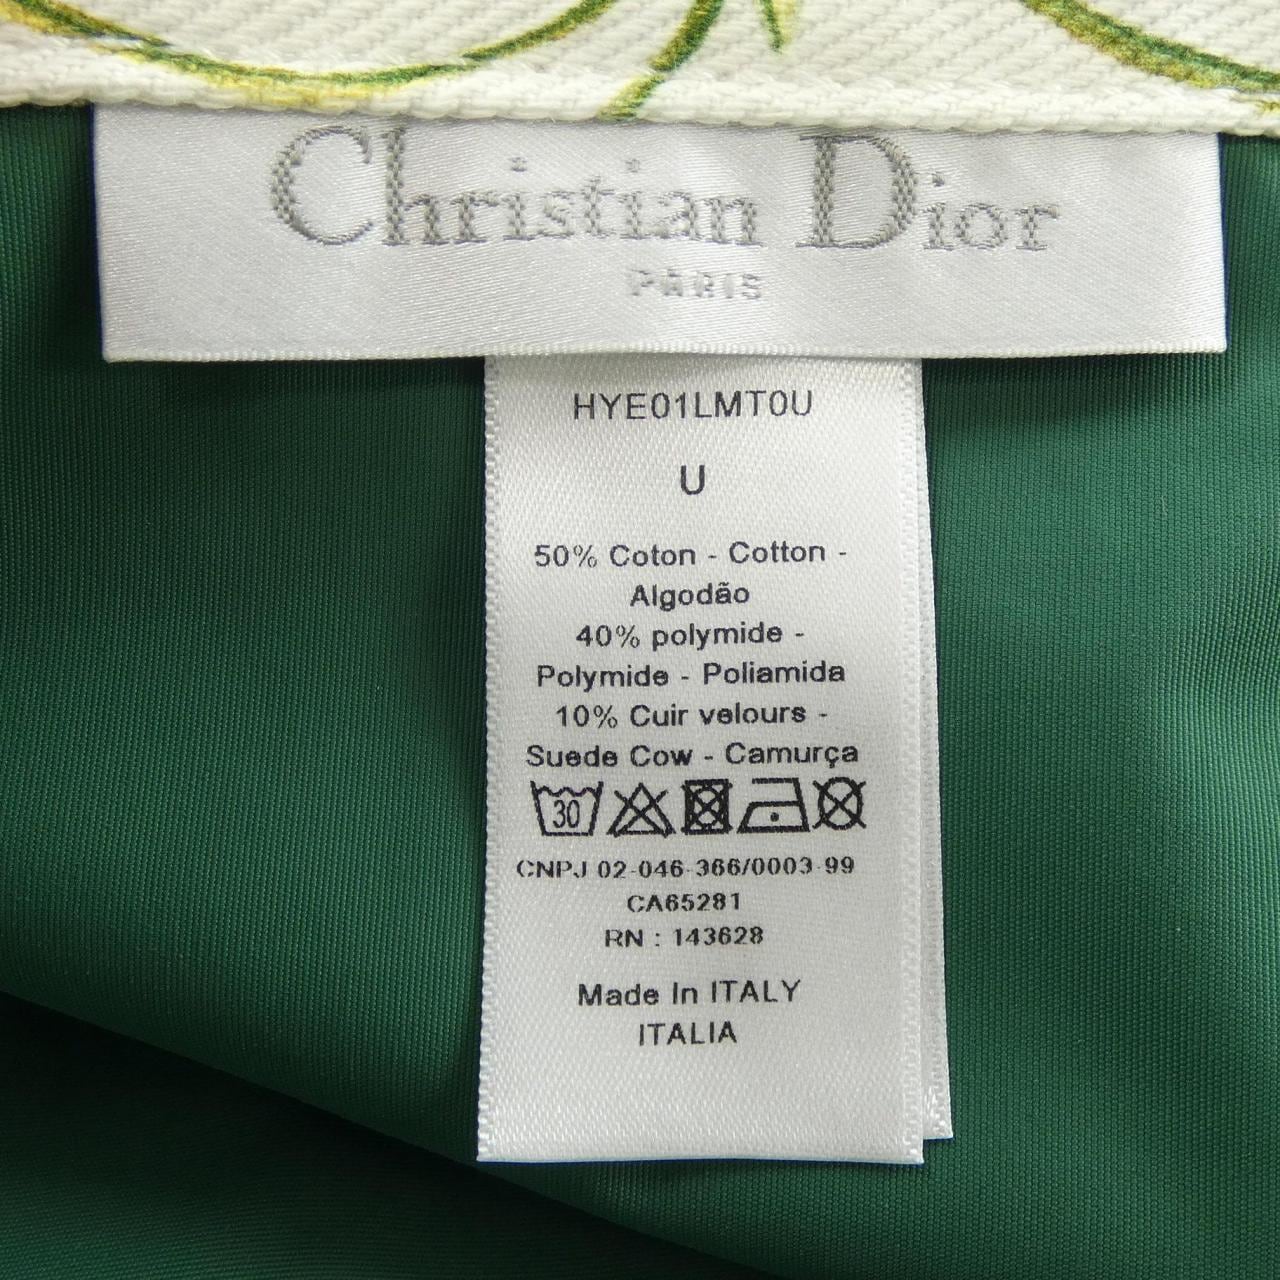 Christian Dior
PARIS
HYE01LMT0U
U
50% Coton - Cotton -
Algodão
40% polymide -
Polymide - Poliamida
10% Cuir velours -
Suede Cow - Camurça
30
CNPJ 02-046-366/0003-99
CA65281
RN : 143628
Made In ITALY
ITALIA